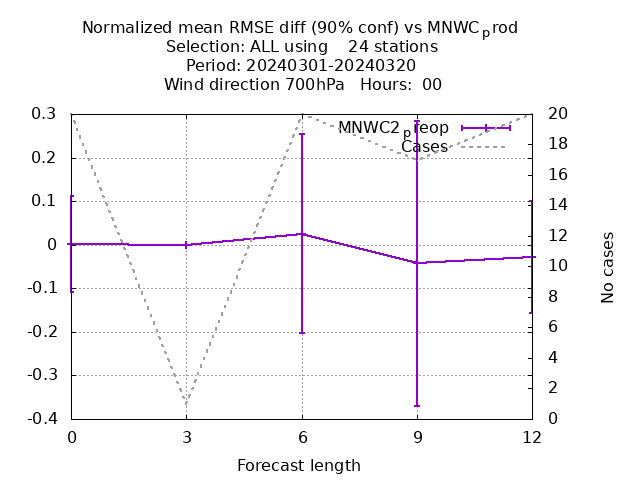 Normalized mean RMSE diff (90% conf) vs MNWCprod
Selection: ALL using    24 stations
Period: 20240301-20240320
Wind direction 700hPa   Hours:  00
MNWC2preop
Cases
0.3
0.2
0.1
0
-0.1
-0.2
-0.3
-0.4
20
18
16
14
12
10
8
6
4
2
0
No cases
0 3 6 9 12
Forecast length